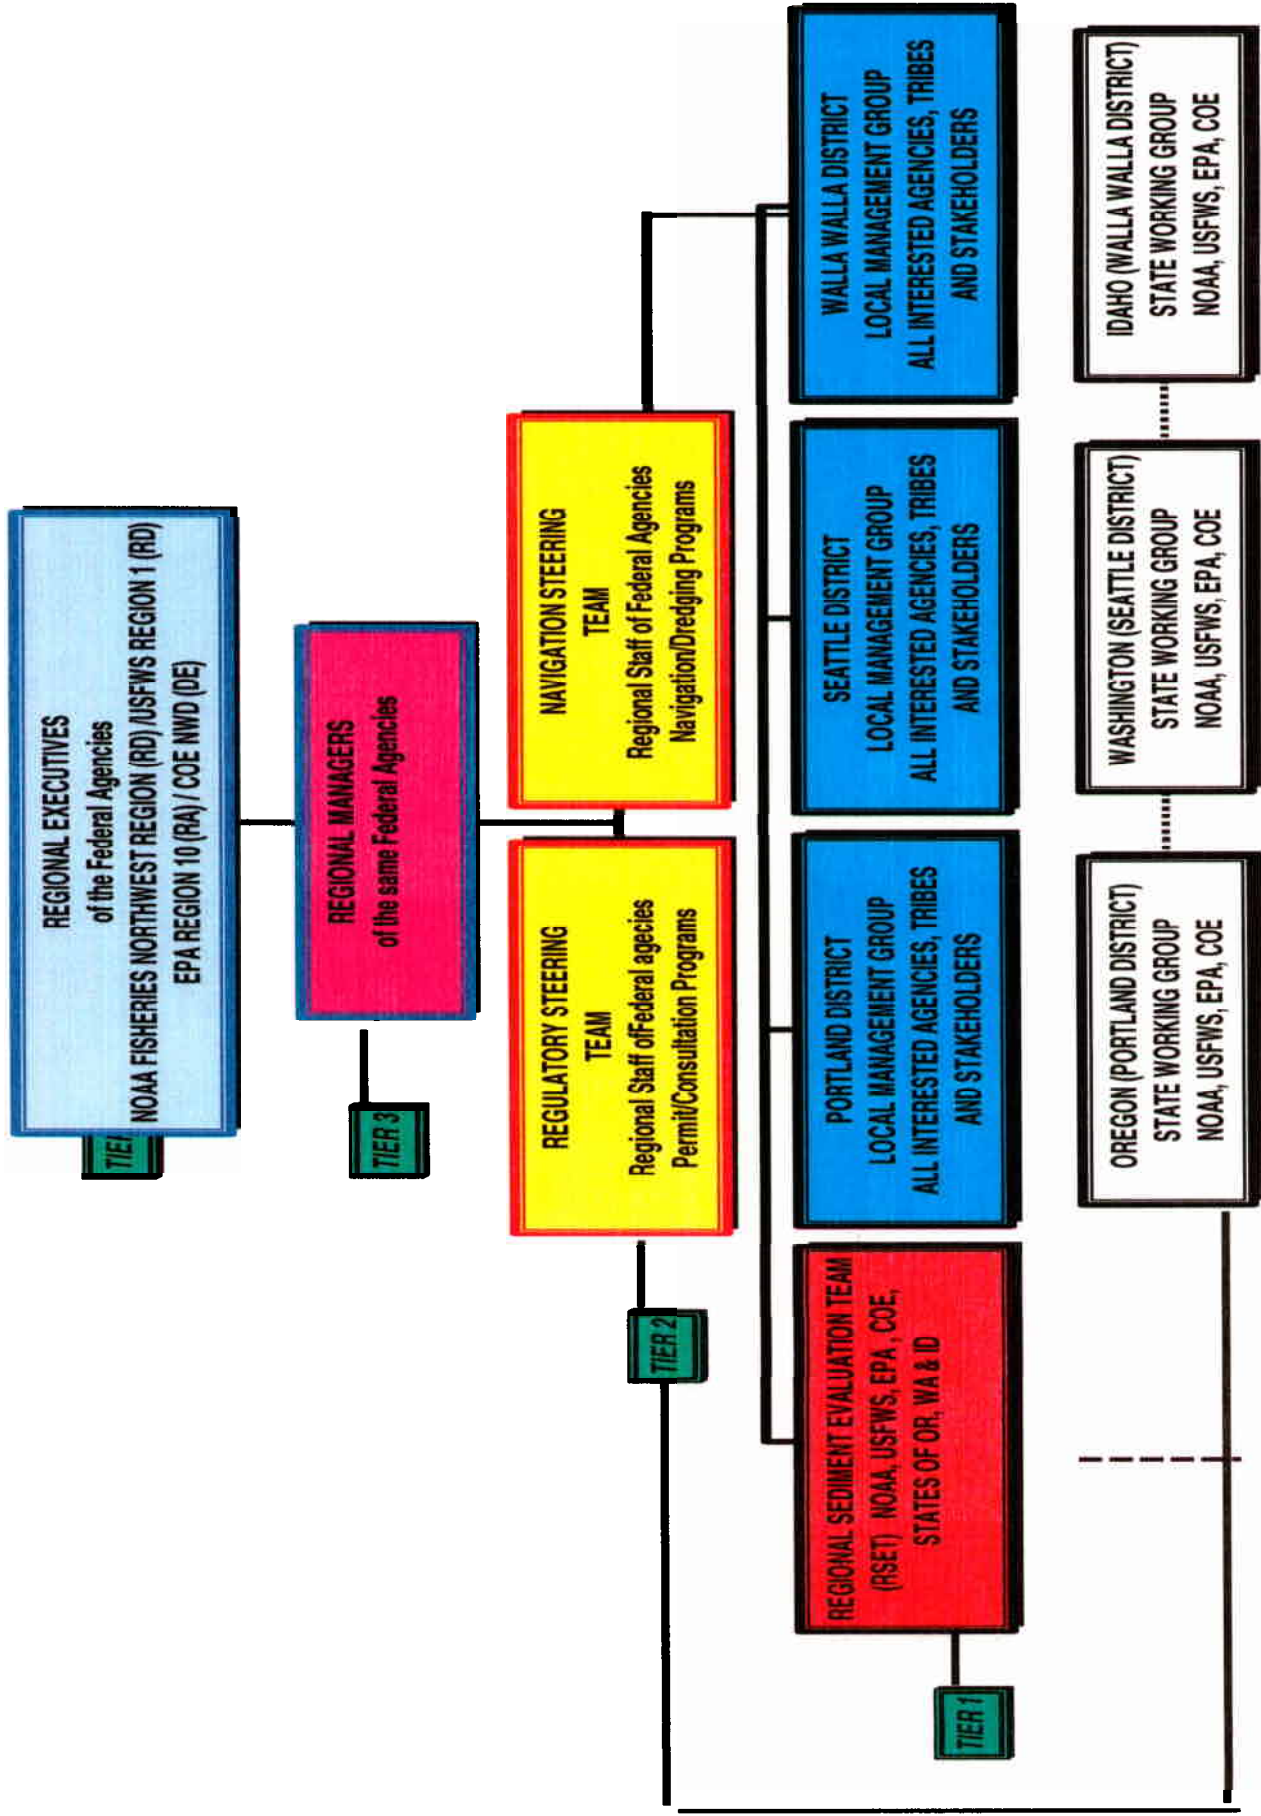 TIER
REGIONAL EXECUTIVES
of the Federal Agencies
NOAA FISHERIES NORTHWEST REGION (RD) /USFWS REGION 1 (RD)
EPA REGION 10 (RA) / COE NWD (DE)
TIER 3
REGIONAL MANAGERS
of the same Federal Agencies
TIER 2
REGULATORY STEERING
TEAM
Regional Staff ofFederal agecies
Permit/Consultation Programs
NAVIGATION STEERING
TEAM
Regional Staff of Federal Agencies
Navigation/Dredging Programs
TIER 1
REGIONAL SEDIMENT EVALUATION TEAM
(RSET) NOAA, USFWS, EPA , COE,
STATES OF OR, WA & ID
PORTLAND DISTRICT
LOCAL MANAGEMENT GROUP
ALL INTERESTED AGENCIES, TRIBES
AND STAKEHOLDERS
SEATTLE DISTRICT
LOCAL MANAGEMENT GROUP
ALL INTERESTED AGENCIES, TRIBES
AND STAKEHOLDERS
WALLA WALLA DISTRICT
LOCAL MANAGEMENT GROUP
ALL INTERESTED AGENCIES, TRIBES
AND STAKEHOLDERS
OREGON (PORTLAND DISTRICT)
STATE WORKING GROUP
NOAA, USFWS, EPA, COE
WASHINGTON (SEATTLE DISTRICT)
STATE WORKING GROUP
NOAA, USFWS, EPA, COE
IDAHO (WALLA WALLA DISTRICT)
STATE WORKING GROUP
NOAA, USFWS, EPA, COE